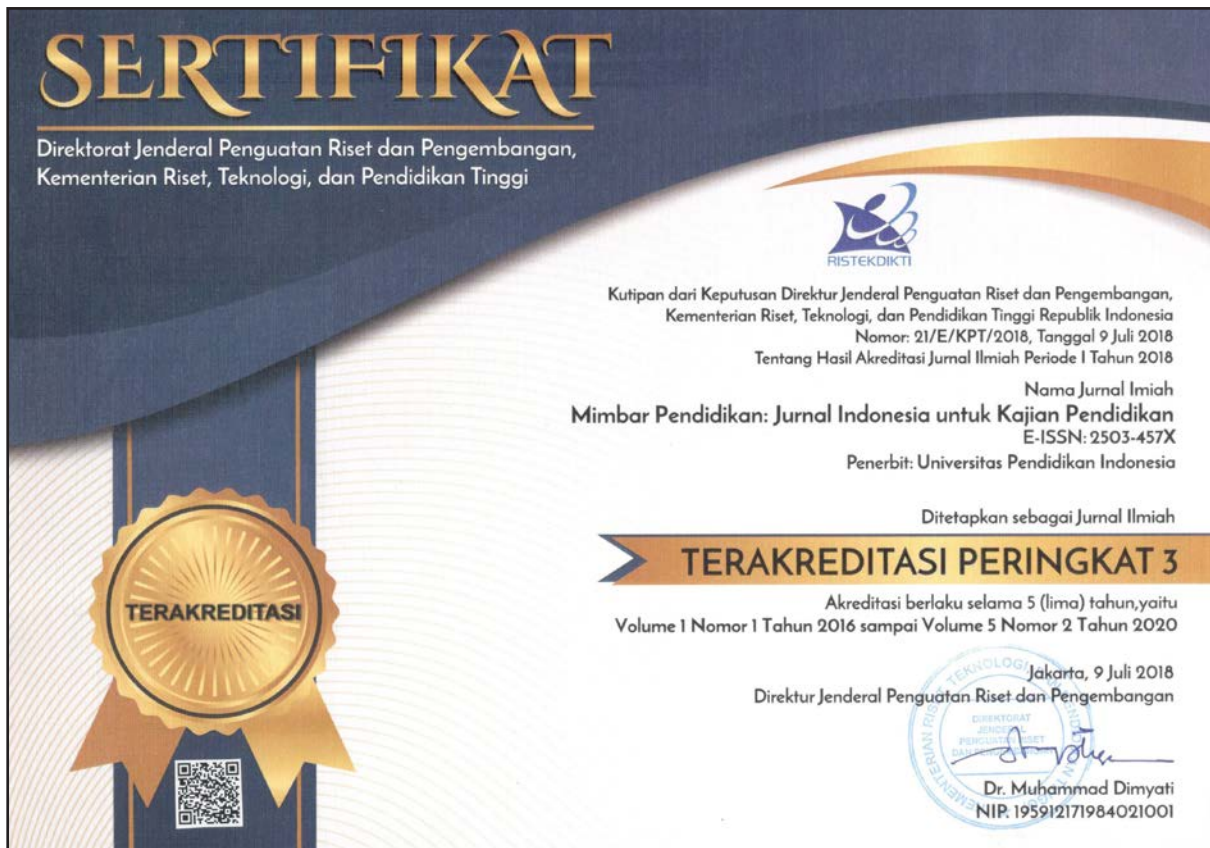 SERTIFIKAT
Direktorat Jenderal Penguatan Riset dan Pengembangan,
Kementerian Riset, Teknologi, dan Pendidikan Tinggi
RISTEKDIKTI
Kutipan dari Keputusan Direktur Jenderal Penguatan Riset dan Pengembangan,
Kementerian Riset, Teknologi, dan Pendidikan Tinggi Republik Indonesia
Nomor: 21/E/KPT/2018, Tanggal 9 Juli 2018
Tentang Hasil Akreditasi Jurnal Ilmiah Periode I Tahun 2018
Nama Jurnal Imiah
Mimbar Pendidikan: Jurnal Indonesia untuk Kajian Pendidikan
E-ISSN: 2503-457X
Penerbit: Universitas Pendidikan Indonesia
Ditetapkan sebagai Jurnal Ilmiah
TERAKREDITASI PERINGKAT 3
Akreditasi berlaku selama 5 (lima) tahun,yaitu
Volume 1 Nomor 1 Tahun 2016 sampai Volume 5 Nomor 2 Tahun 2020
TERAKREDITASI
Jakarta, 9 Juli 2018
Direktur Jenderal Penguatan Riset dan Pengembangan
DIREKTORAT
JENDERAL
PENGUATAN RISET
Dr. Muhammad Dimyati
NIP. 195912171984021001